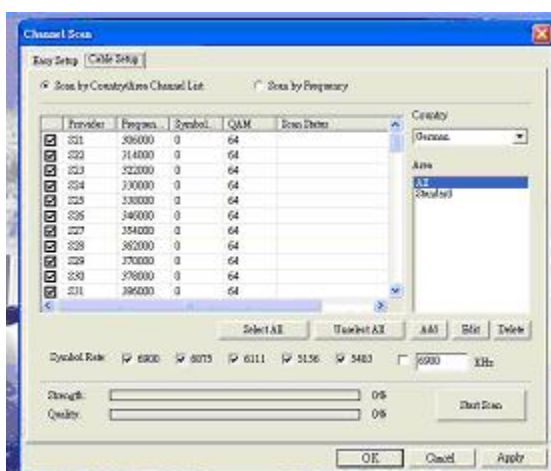 Channel Scan
Easy Setup Cable Setup
Scan by Country/Area Channel List Scan by Frequency
Provider Frequen... Symbol... QAM Scan Status
S21 306000 0 64
S22 314000 0 64
S23 322000 0 64
S24 330000 0 64
S25 338000 0 64
S26 346000 0 64
S27 354000 0 64
S28 362000 0 64
S29 370000 0 64
S30 378000 0 64
S31 386000 0 64
Country
German
Area
All
Standard
Select All Unselect All Add Edit Delete
Symbol Rate: 6900 6875 6111 5156 5483 6900 KHz
Strength: 0%
Quality: 0%
Start Scan
OK Cancel Apply